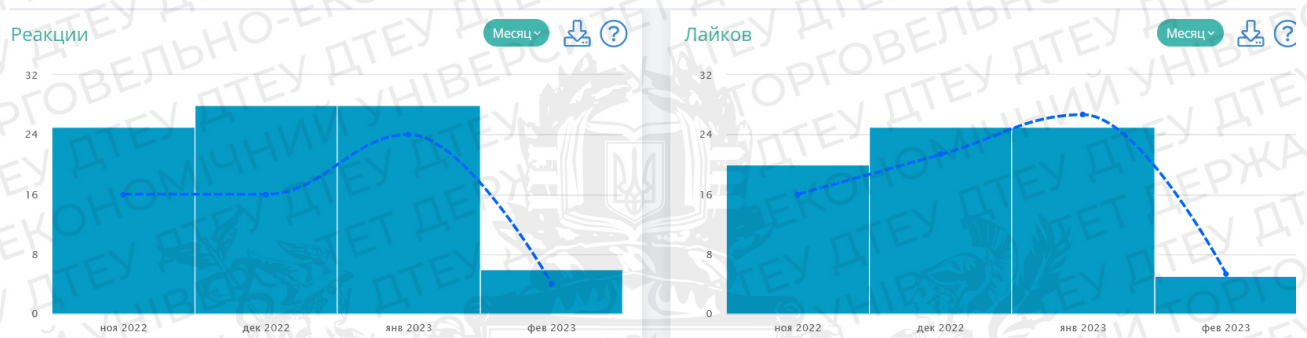 Реакции
Месяц
?
32
24
16
8
0
ноя 2022
дек 2022
янв 2023
фев 2023
Лайков
Месяц
?
32
24
16
8
0
ноя 2022
дек 2022
янв 2023
фев 2023